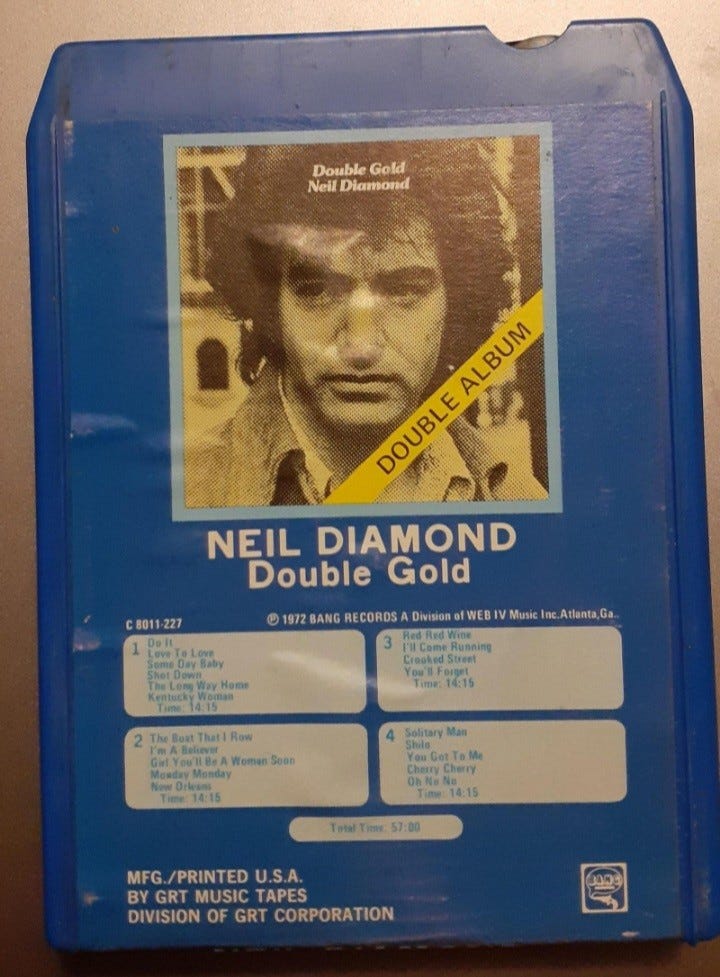 Double Gold
Neil Diamond
DOUBLE ALBUM
NEIL DIAMOND
Double Gold
C 8011-227
℗ 1972 BANG RECORDS A Division of WEB IV Music Inc.Atlanta,Ga..
1 Do It
Love To Love
Some Day Baby
Shot Down
The Long Way Home
Kentucky Woman
Time: 14:15
2 The Boat That I Row
I'm A Believer
Girl You'll Be A Woman Soon
Monday Monday
New Orleans
Time: 14:15
3 Red Red Wine
I'll Come Running
Crooked Street
You'll Forget
Time: 14:15
4 Solitary Man
Shilo
You Got To Me
Cherry Cherry
Oh No No
Time: 14:15
Total Time: 57:00
MFG./PRINTED U.S.A.
BY GRT MUSIC TAPES
DIVISION OF GRT CORPORATION
BANG